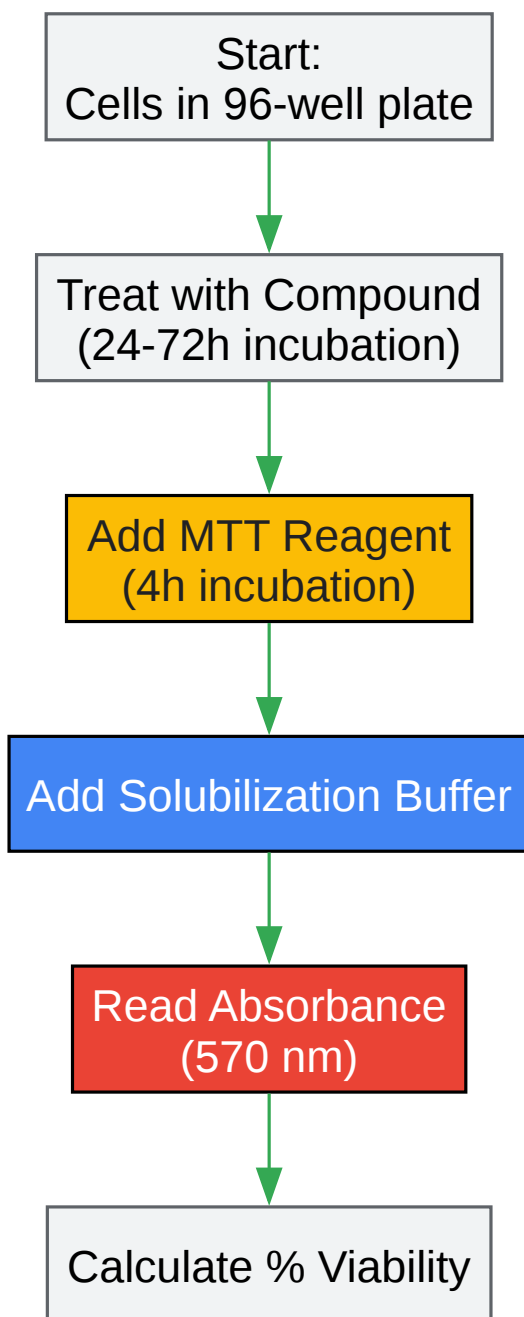 Start:
Cells in 96-well plate
Treat with Compound
(24-72h incubation)
Add MTT Reagent
(4h incubation)
Add Solubilization Buffer
Read Absorbance
(570 nm)
Calculate % Viability